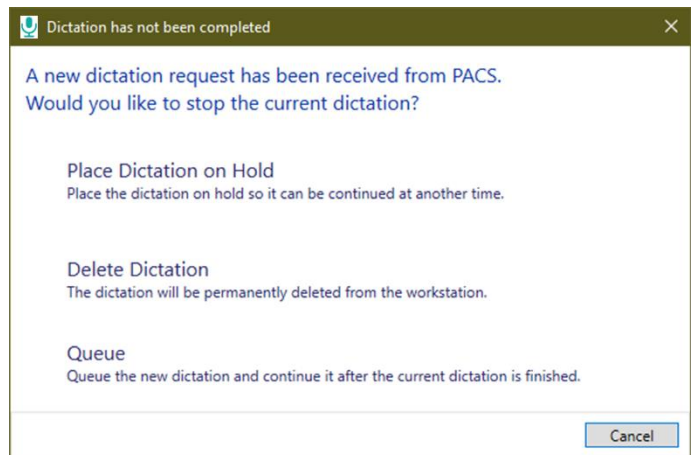 Dictation has not been completed
A new dictation request has been received from PACS.
Would you like to stop the current dictation?
Place Dictation on Hold
Place the dictation on hold so it can be continued at another time.
Delete Dictation
The dictation will be permanently deleted from the workstation.
Queue
Queue the new dictation and continue it after the current dictation is finished.
Cancel